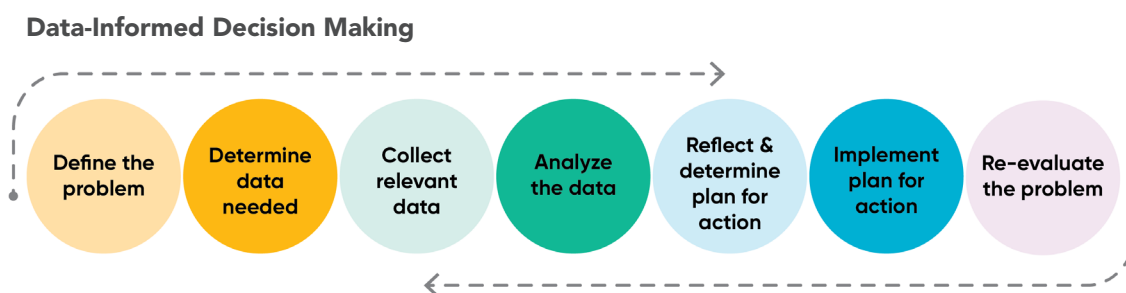 Data-Informed Decision Making
Define the
problem
Determine
data
needed
Collect
relevant
data
Analyze
the data
Reflect &
determine
plan for
action
Implement
plan for
action
Re-evaluate
the problem